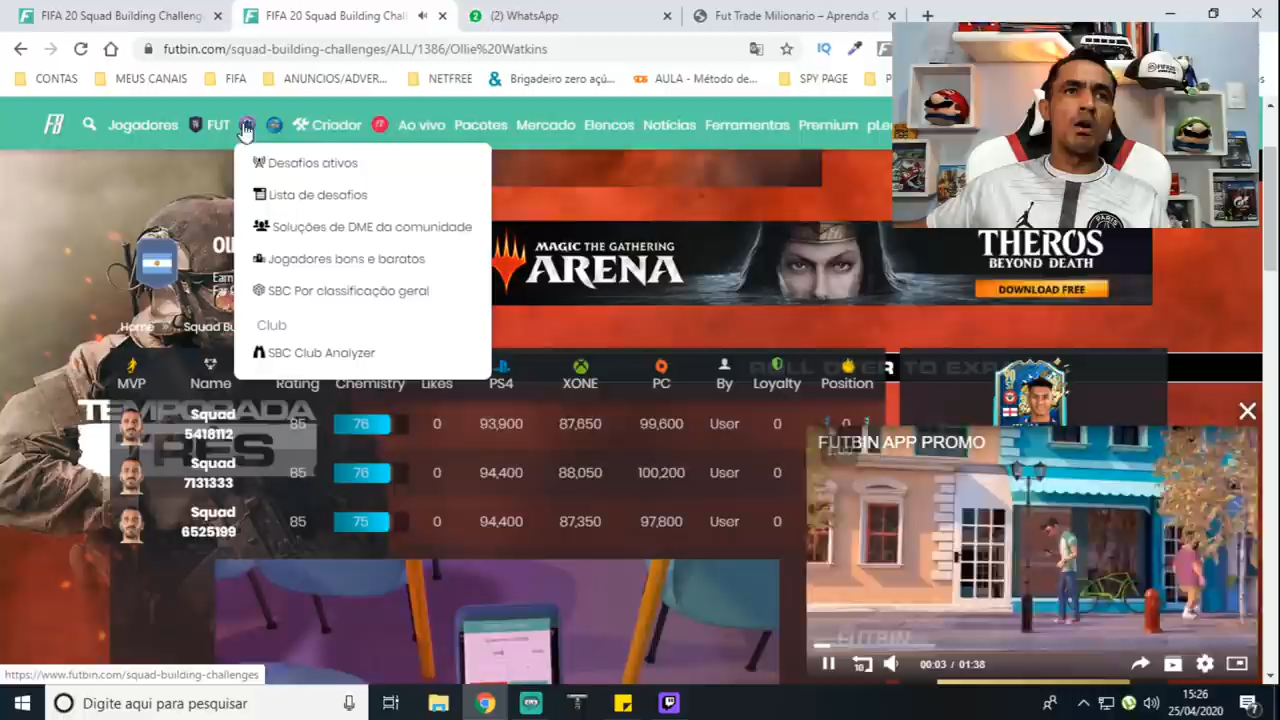 FIFA 20 Squad Building Challeng
FIFA 20 Squad Building Chal
(2) WhatsApp
Fut Trade Milionario – Aprenda C
futbin.com/squad-building-challenges/ALL/1386/Ollie%20Watkins
CONTAS
MEUS CANAIS
FIFA
ANUNCIOS/ADVER...
NETFREE
Brigadeiro zero açú...
AULA - Método de...
SPY PAGE
Jogadores
FUT
Criador
Ao vivo
Pacotes
Mercado
Elencos
Notícias
Ferramentas
Premium
Desafios ativos
Lista de desafios
Soluções de DME da comunidade
Jogadores bons e baratos
SBC Por classificação geral
Club
SBC Club Analyzer
MAGIC THE GATHERING
ARENA
THEROS
BEYOND DEATH
DOWNLOAD FREE
Home
Squad Bu
MVP Name Rating Chemistry Likes PS4 XONE PC By Loyalty Position
TEMPORADA
TRES
Squad 5418112 85 76 0 93,900 87,650 99,600 User 0 0
Squad 7131333 85 76 0 94,400 88,050 100,200 User 0
Squad 6525199 85 75 0 94,400 87,350 97,800 User 0
FUTBIN APP PROMO
FUTBIN
10
00:03 / 01:38
https://www.futbin.com/squad-building-challenges
Digite aqui para pesquisar
15:26
25/04/2020